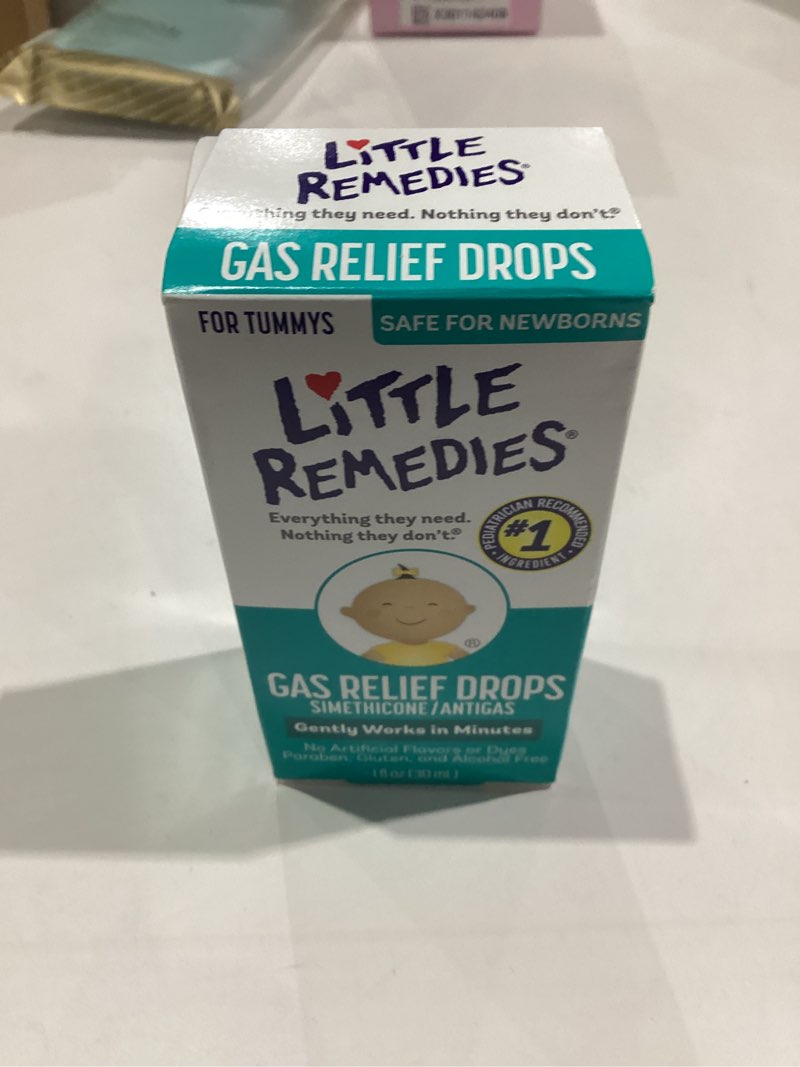 LiTTLE
REMEDIES®
thing they need. Nothing they don't.®
GAS RELIEF DROPS
FOR TUMMYS
SAFE FOR NEWBORNS
LiTTLE
REMEDIES®
Everything they need.
Nothing they don't.®
PEDIATRICIAN RECOMMENDED
#1
INGREDIENT
®
GAS RELIEF DROPS
SIMETHICONE/ANTIGAS
Gently Works in Minutes
No Artificial Flavors or Dyes
Paraben, Gluten, and Alcohol Free
1 fl oz (30 mL)